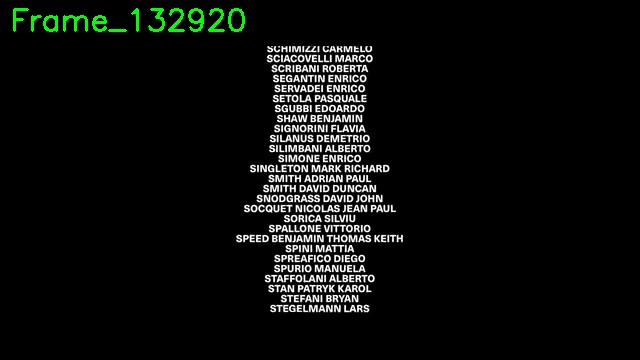 Frame_132920
SCHIMIZZI CARMELO
SCIACOVELLI MARCO
SCRIBANI ROBERTA
SEGANTIN ENRICO
SERVADEI ENRICO
SETOLA PASQUALE
SGUBBI EDOARDO
SHAW BENJAMIN
SIGNORINI FLAVIA
SILANUS DEMETRIO
SILIMBANI ALBERTO
SIMONE ENRICO
SINGLETON MARK RICHARD
SMITH ADRIAN PAUL
SMITH DAVID DUNCAN
SNODGRASS DAVID JOHN
SOCQUET NICOLAS JEAN PAUL
SORICA SILVIU
SPALLONE VITTORIO
SPEED BENJAMIN THOMAS KEITH
SPINI MATTIA
SPREAFICO DIEGO
SPURIO MANUELA
STAFFOLANI ALBERTO
STAN PATRYK KAROL
STEFANI BRYAN
STEGELMANN LARS